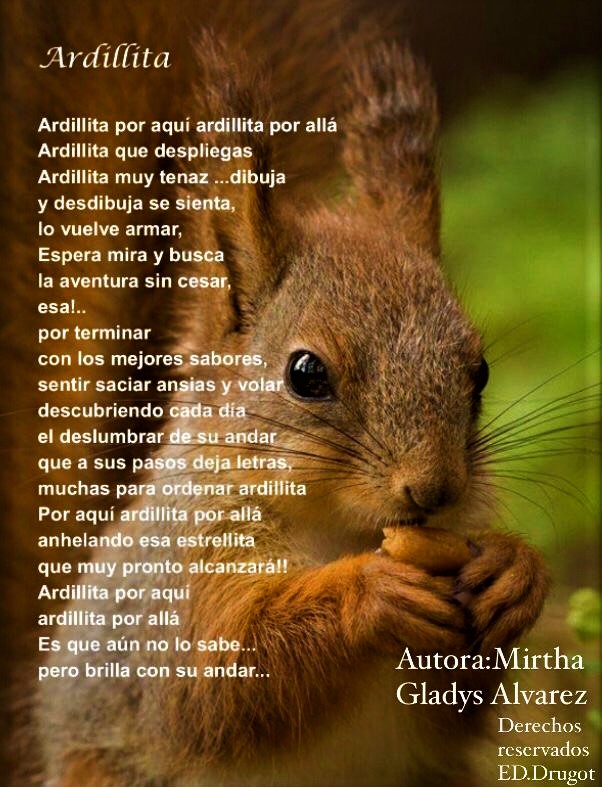 Ardillita
Ardillita por aquí ardillita por allá
Ardillita que despliegas
Ardillita muy tenaz ...dibuja
y desdibuja se sienta,
lo vuelve armar,
Espera mira y busca
la aventura sin cesar,
esa!..
por terminar
con los mejores sabores,
sentir saciar ansias y volar
descubriendo cada día
el deslumbrar de su andar
que a sus pasos deja letras,
muchas para ordenar ardillita
Por aquí ardillita por allá
anhelando esa estrellita
que muy pronto alcanzará!!
Ardillita por aqui
ardillita por allá
Es que aún no lo sabe...
pero brilla con su andar...
Autora:Mirtha
Gladys Alvarez
Derechos
reservados
ED.Drugot